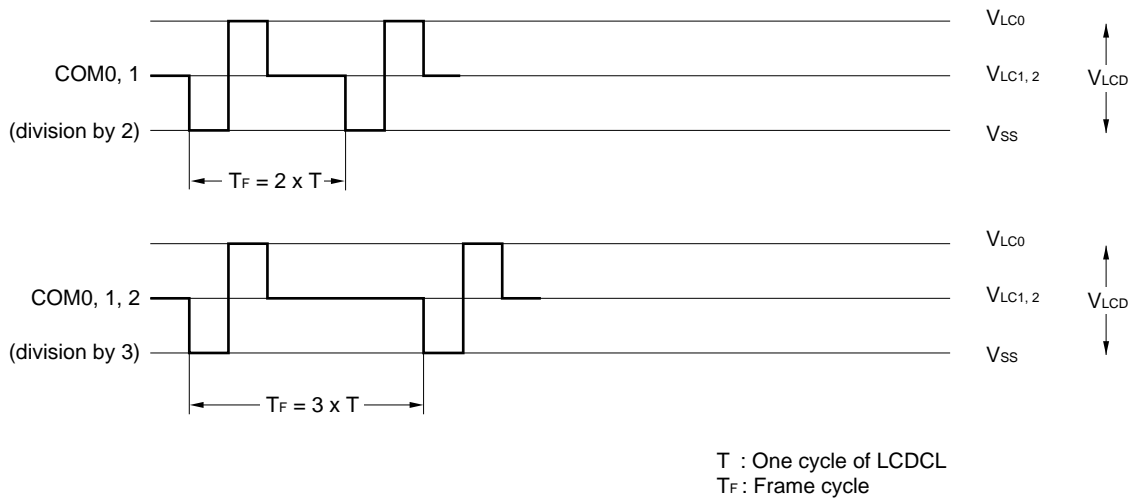 VLC0
COM0, 1
VLC1, 2
VLCD
(division by 2)
VSS
TF = 2 x T
VLC0
COM0, 1, 2
VLC1, 2
VLCD
(division by 3)
VSS
TF = 3 x T
T : One cycle of LCDCL
TF : Frame cycle